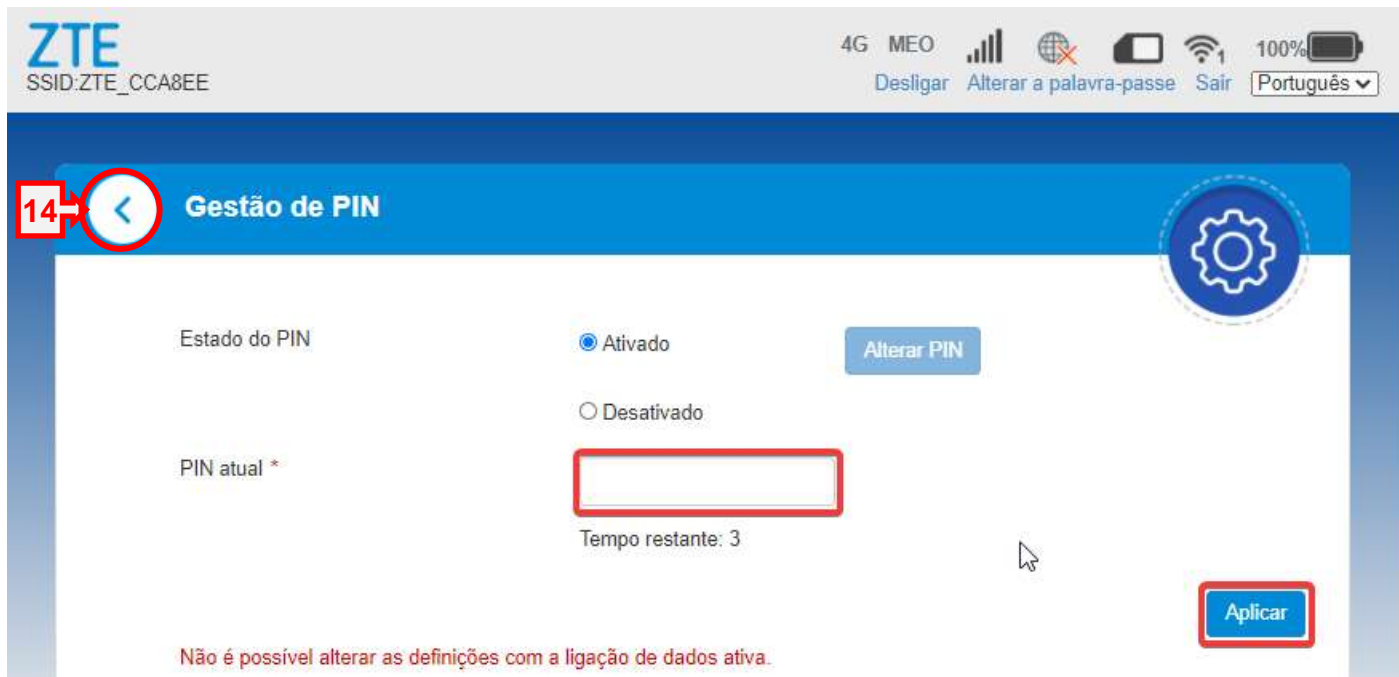 ZTE
SSID:ZTE_CCA8EE
4G MEO 1 100%
Desligar Alterar a palavra-passe Sair Português
14
Gestão de PIN
Estado do PIN Ativado Alterar PIN
Desativado
PIN atual *
Tempo restante: 3
Aplicar
Não é possível alterar as definições com a ligação de dados ativa.